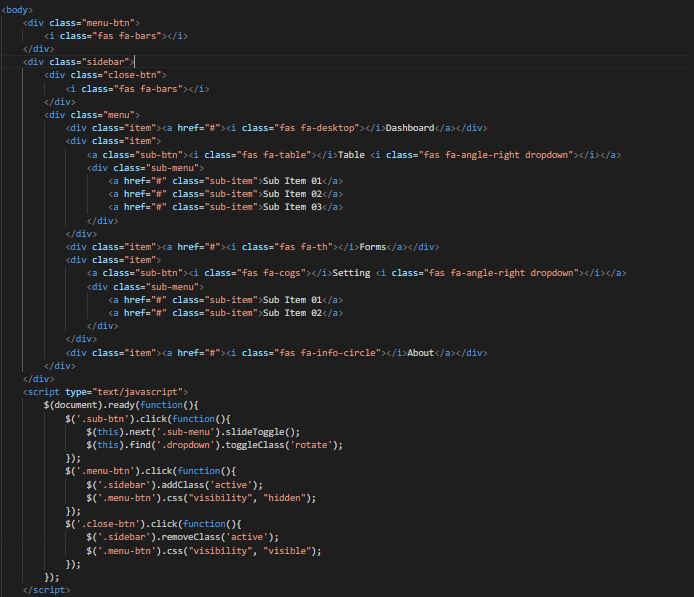 <body>
    <div class="menu-btn">
        <i class="fas fa-bars"></i>
    </div>
    <div class="sidebar">
        <div class="close-btn">
            <i class="fas fa-bars"></i>
        </div>
        <div class="menu">
            <div class="item"><a href="#"><i class="fas fa-desktop"></i>Dashboard</a></div>
            <div class="item">
                <a class="sub-btn"><i class="fas fa-table"></i>Table <i class="fas fa-angle-right dropdown"></i></a>
                <div class="sub-menu">
                    <a href="#" class="sub-item">Sub Item 01</a>
                    <a href="#" class="sub-item">Sub Item 02</a>
                    <a href="#" class="sub-item">Sub Item 03</a>
                </div>
            </div>
            <div class="item"><a href="#"><i class="fas fa-th"></i>Forms</a></div>
            <div class="item">
                <a class="sub-btn"><i class="fas fa-cogs"></i>Setting <i class="fas fa-angle-right dropdown"></i></a>
                <div class="sub-menu">
                    <a href="#" class="sub-item">Sub Item 01</a>
                    <a href="#" class="sub-item">Sub Item 02</a>
                </div>
            </div>
            <div class="item"><a href="#"><i class="fas fa-info-circle"></i>About</a></div>
        </div>
    </div>
    <script type="text/javascript">
        $(document).ready(function(){
            $('.sub-btn').click(function(){
                $(this).next('.sub-menu').slideToggle();
                $(this).find('.dropdown').toggleClass('rotate');
            });
            $('.menu-btn').click(function(){
                $('.sidebar').addClass('active');
                $('.menu-btn').css("visibility", "hidden");
            });
            $('.close-btn').click(function(){
                $('.sidebar').removeClass('active');
                $('.menu-btn').css("visibility", "visible");
            });
        });
    </script>